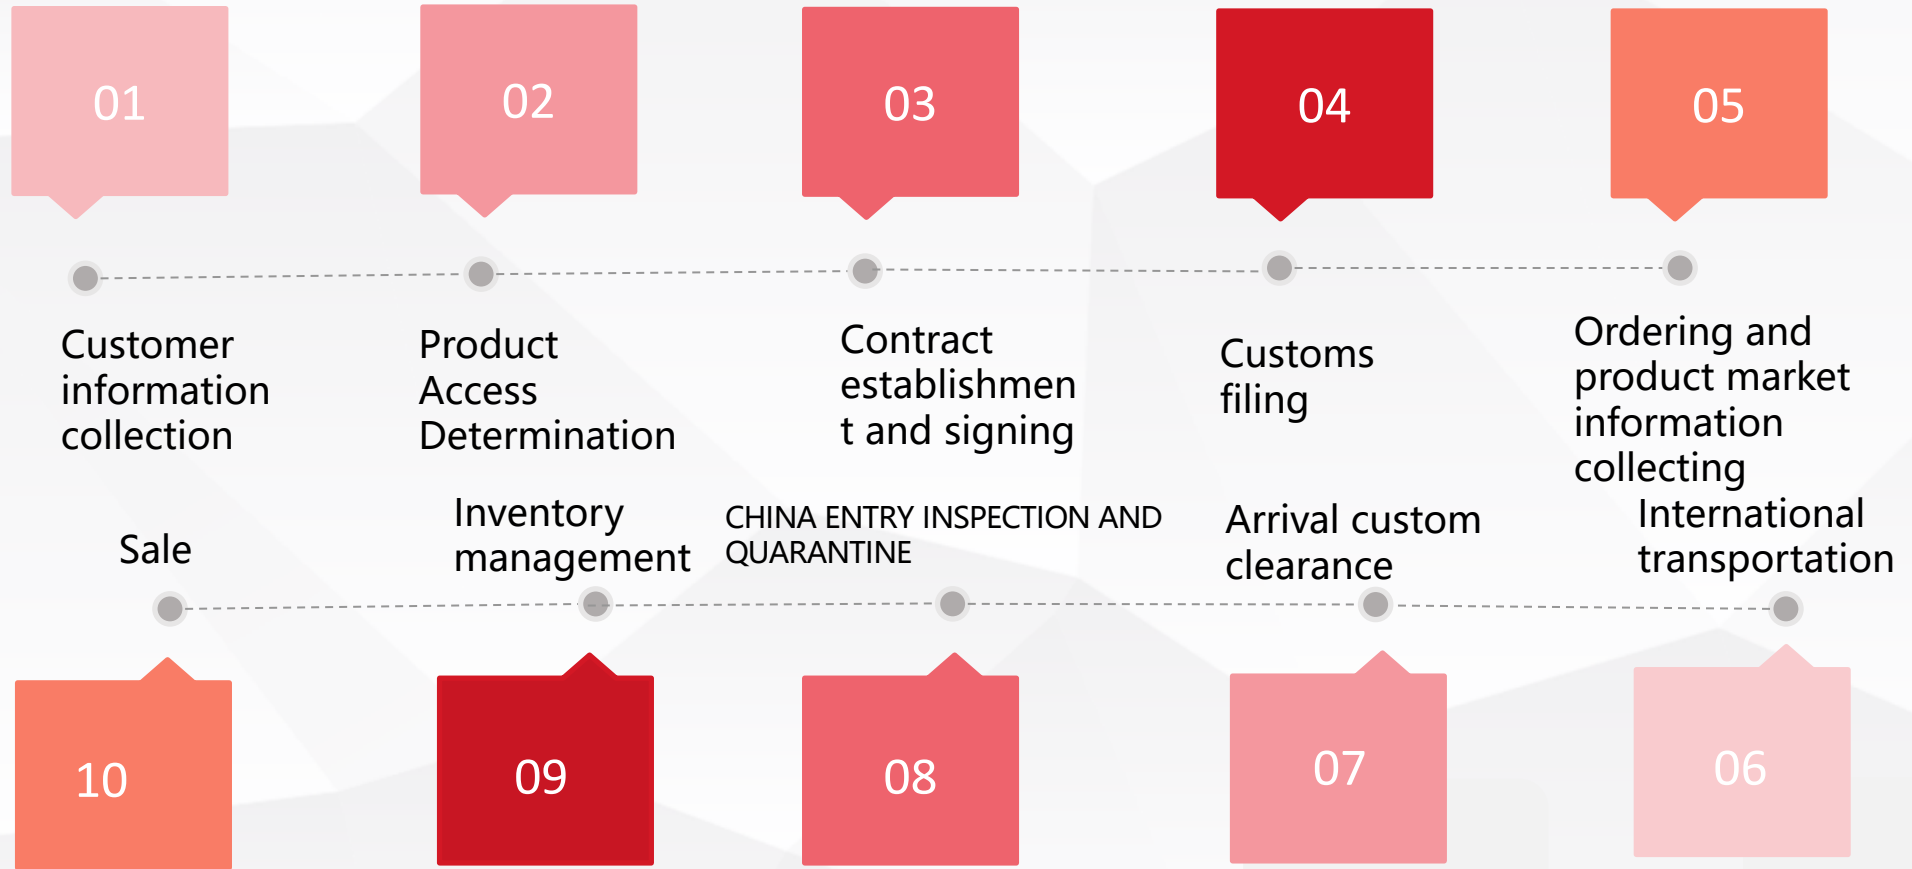 01
02
03
04
05
Customer
information
collection
Product
Access
Determination
Contract
establishmen
t and signing
Customs
filing
Ordering and
product market
information
collecting
Sale
Inventory
management
CHINA ENTRY INSPECTION AND
QUARANTINE
Arrival custom
clearance
International
transportation
10
09
08
07
06